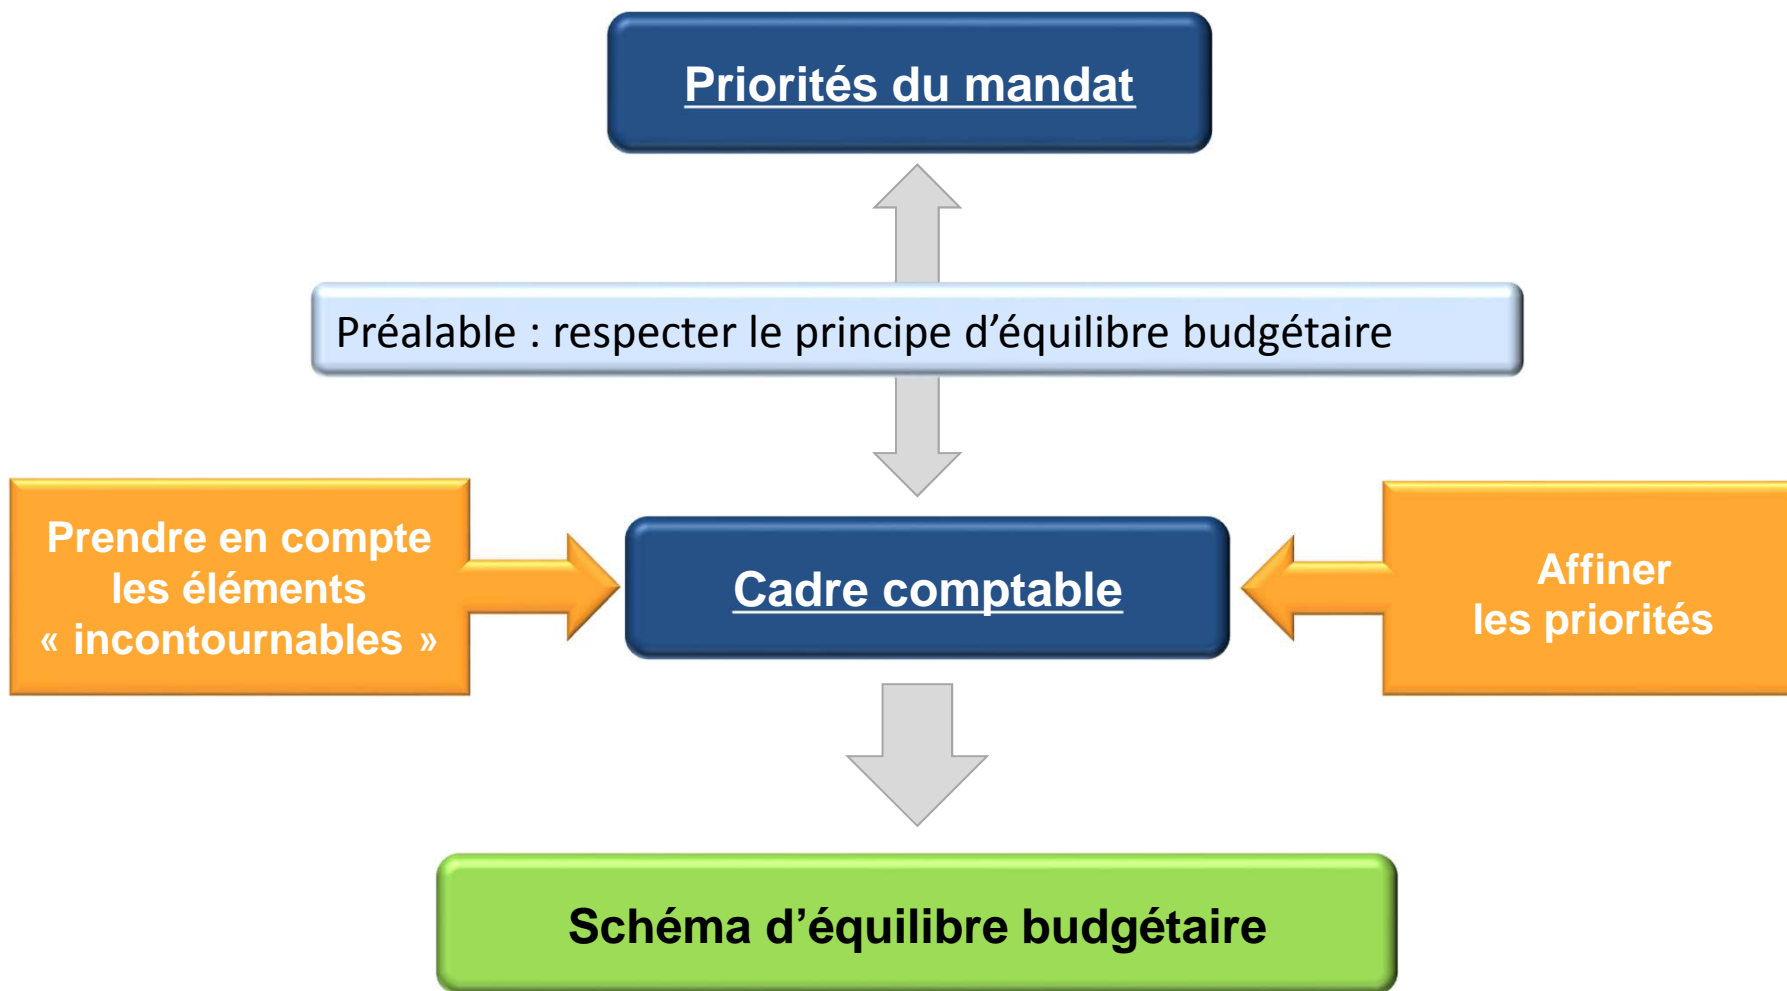 Priorités du mandat
Préalable : respecter le principe d’équilibre budgétaire
Prendre en compte
les éléments
« incontournables »
Cadre comptable
Affiner
les priorités
Schéma d’équilibre budgétaire